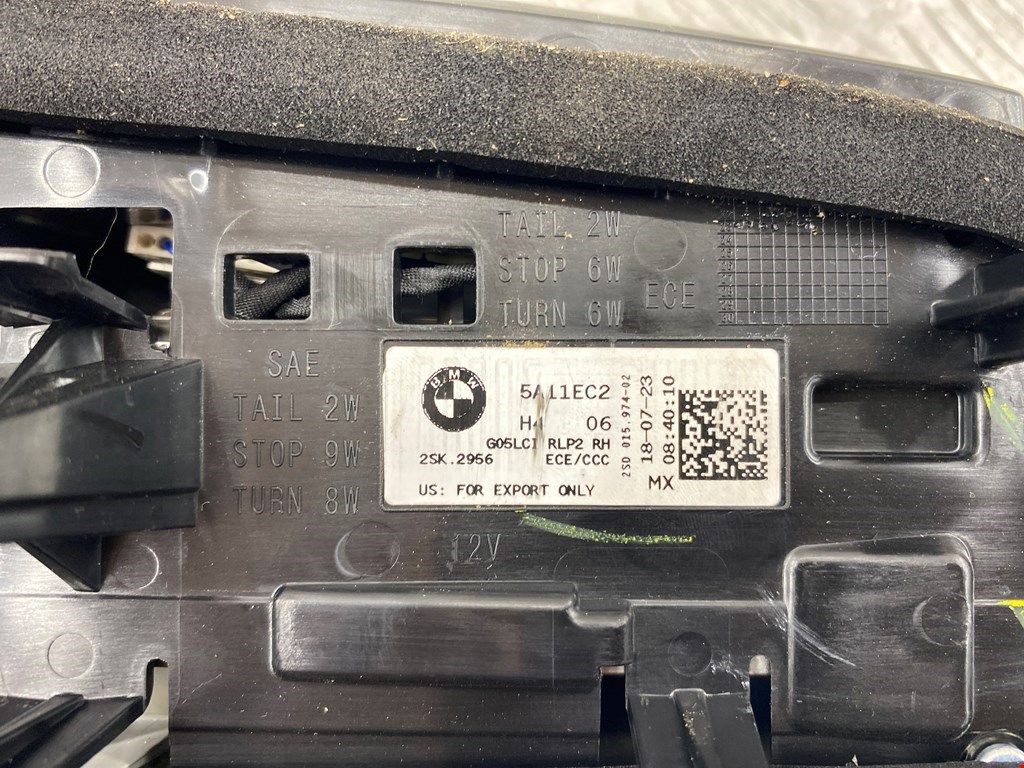 TAIL 2W
STOP 6W
TURN 6W
ECE
SAE
TAIL 2W
STOP 9W
TURN 8W
12V
BMW
5A11EC2
06
RLP2 RH
2SK.2956 ECE/CCC
US: FOR EXPORT ONLY
2SD 015.974-02
18-07-23
08:40:10
MX